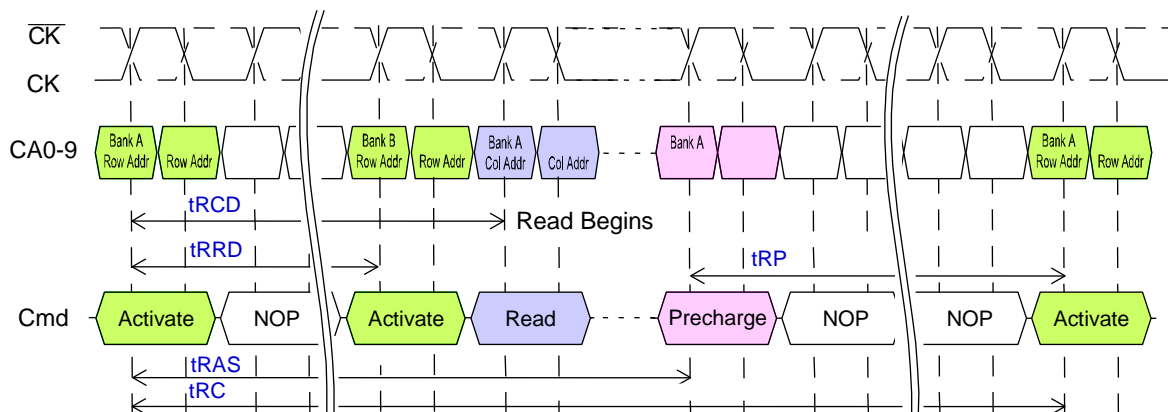 CK
CK
CA0-9
Bank A
Row Addr
Row Addr
Bank B
Row Addr
Row Addr
Bank A
Col Addr
Col Addr
Bank A
Bank A
Row Addr
Row Addr
tRCD
Read Begins
tRRD
tRP
Cmd
Activate
NOP
Activate
Read
Precharge
NOP
NOP
Activate
tRAS
tRC